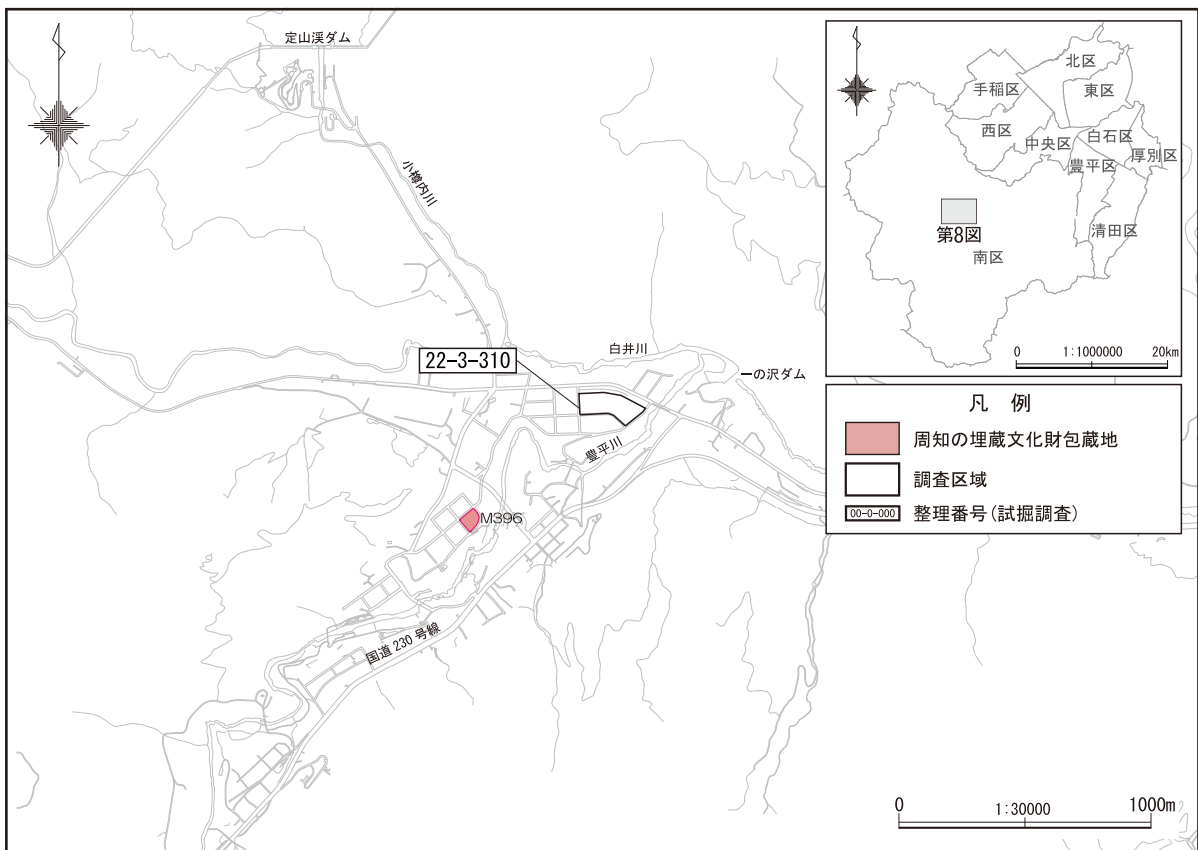 定山渓ダム
小樽内川
22-3-310
白井川
一の沢ダム
豊平川
M396
国道230号線
0
1:30000
1000m
北区
手稲区
東区
西区
中央区
白石区
厚別区
豊平区
清田区
第8図
南区
0
1:1000000
20km
凡 例
周知の埋蔵文化財包蔵地
調査区域
00-0-000
整理番号(試掘調査)